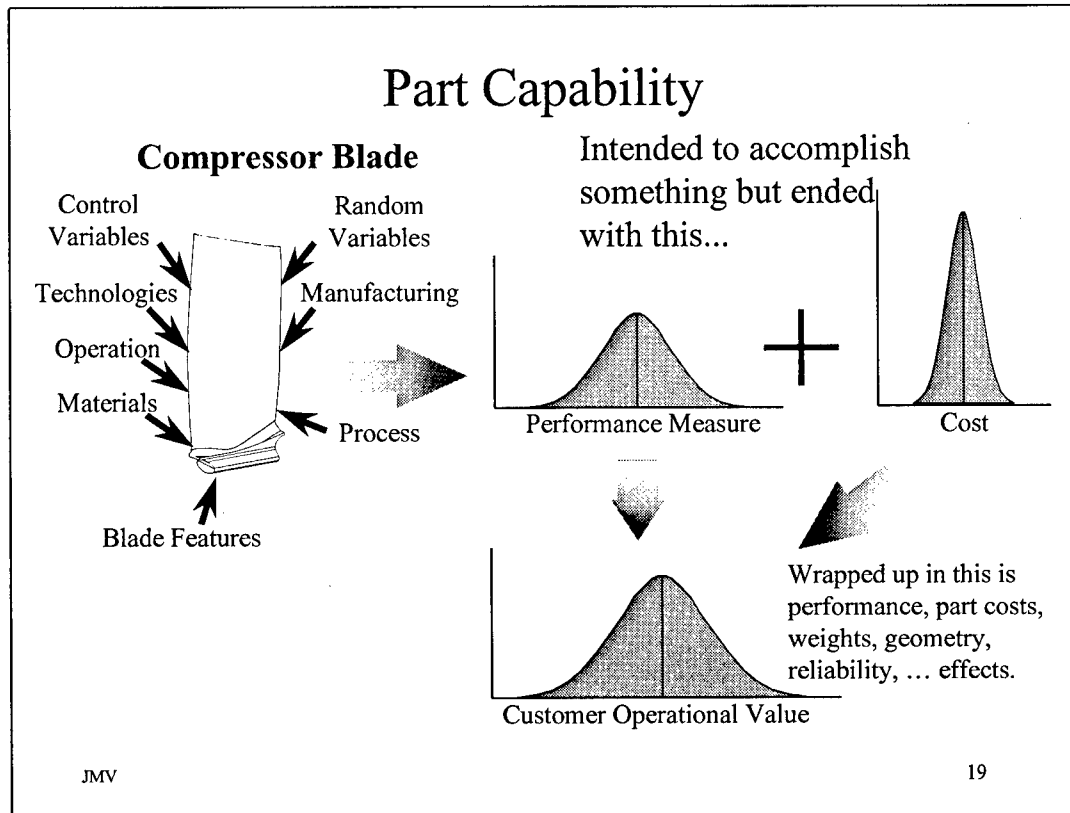 Part Capability
Compressor Blade
Control
Variables
Random
Variables
Technologies
Manufacturing
Operation
Materials
Process
Blade Features
Intended to accomplish
something but ended
with this...
Performance Measure
Cost
Customer Operational Value
Wrapped up in this is
performance, part costs,
weights, geometry,
reliability, … effects.
JMV
19